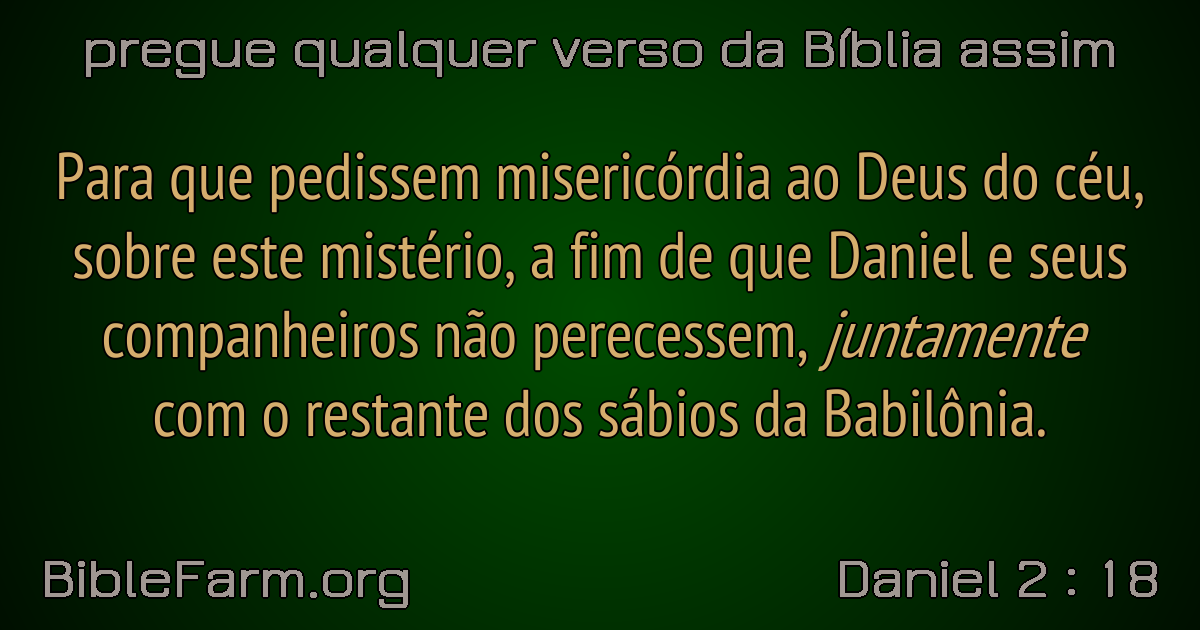 pregue qualquer verso da Bíblia assim
Para que pedissem misericórdia ao Deus do céu,
sobre este mistério, a fim de que Daniel e seus
companheiros não perecessem, juntamente
com o restante dos sábios da Babilônia.
BibleFarm.org
Daniel 2 : 18